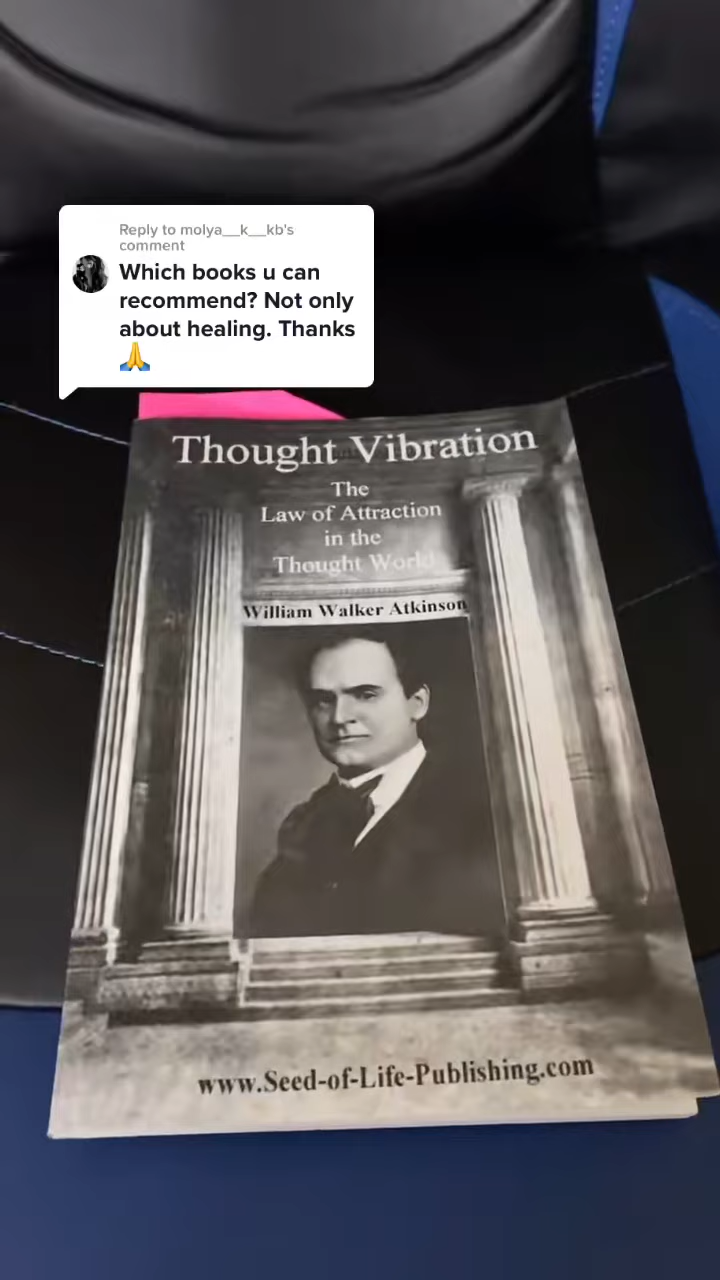 Reply to molya__k__kb's
comment
Which books u can
recommend? Not only
about healing. Thanks
🙏
Thought Vibration
The
Law of Attraction
in the
Thought World
William Walker Atkinson
www.Seed-of-Life-Publishing.com